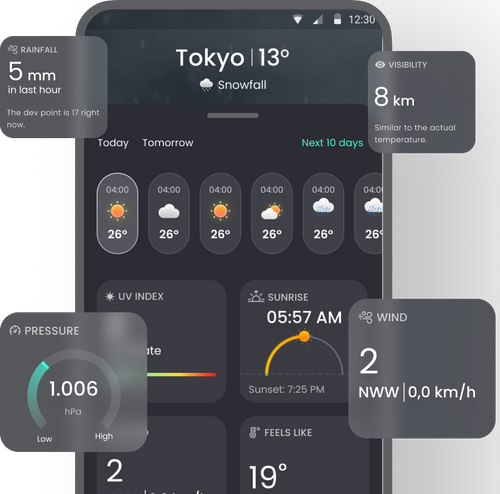 12:30
Tokyo | 13°
Snowfall
RAINFALL
5 mm
in last hour
The dev point is 17 right
now.
VISIBILITY
8 km
Similar to the actual
temperature.
Today Tomorrow Next 10 days
04:00 04:00 04:00 04:00 04:00 04:00
26° 26° 26° 26° 26° 26°
UV INDEX
ate
SUNRISE
05:57 AM
Sunset: 7:25 PM
PRESSURE
1.006
hPa
Low High
WIND
2
NWW | 0,0 km/h
2
FEELS LIKE
19°